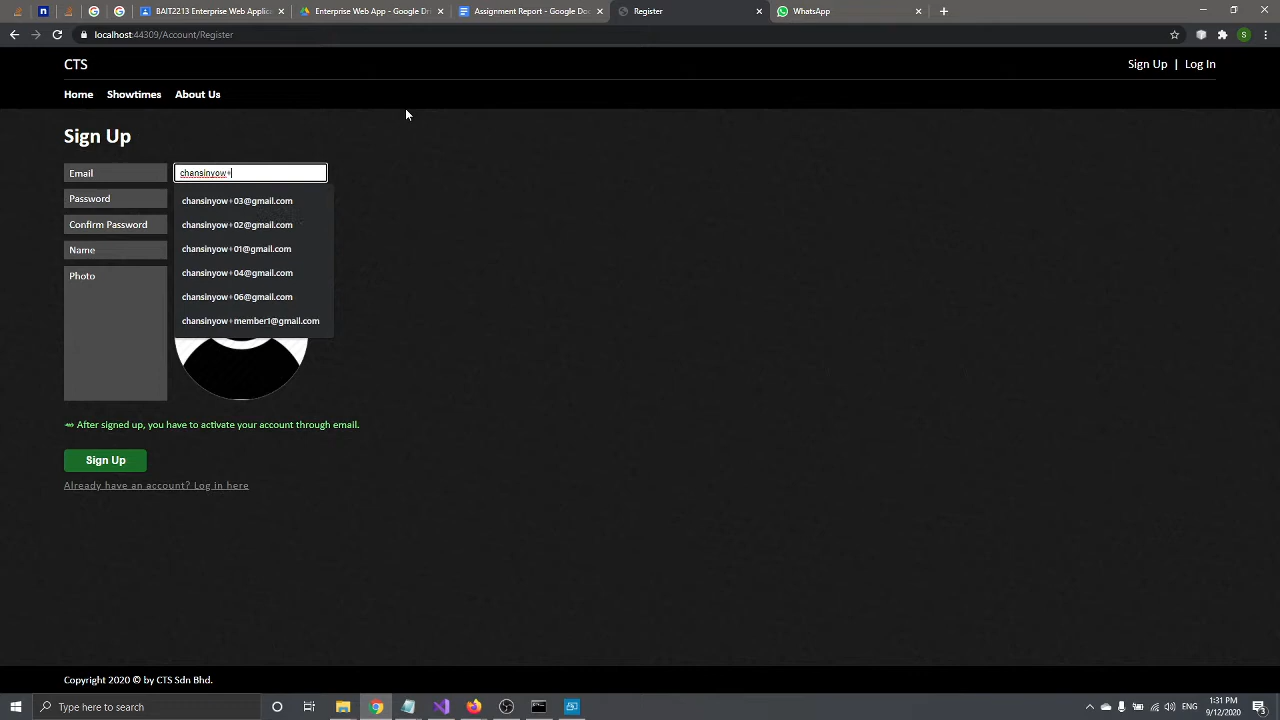 BAIT2213 Enterprise Web Applica
Enterprise Web App - Google Dri
Assignment Report - Google Doc
Register
WhatsApp
localhost:44309/Account/Register
S
CTS
Sign Up | Log In
Home Showtimes About Us
Sign Up
Email chansinyow+
Password
Confirm Password
Name
Photo
chansinyow+03@gmail.com
chansinyow+02@gmail.com
chansinyow+01@gmail.com
chansinyow+04@gmail.com
chansinyow+06@gmail.com
chansinyow+member1@gmail.com
After signed up, you have to activate your account through email.
Sign Up
Already have an account? Log in here
Copyright 2020 © by CTS Sdn Bhd.
Type here to search
ENG
1:31 PM
9/12/2020